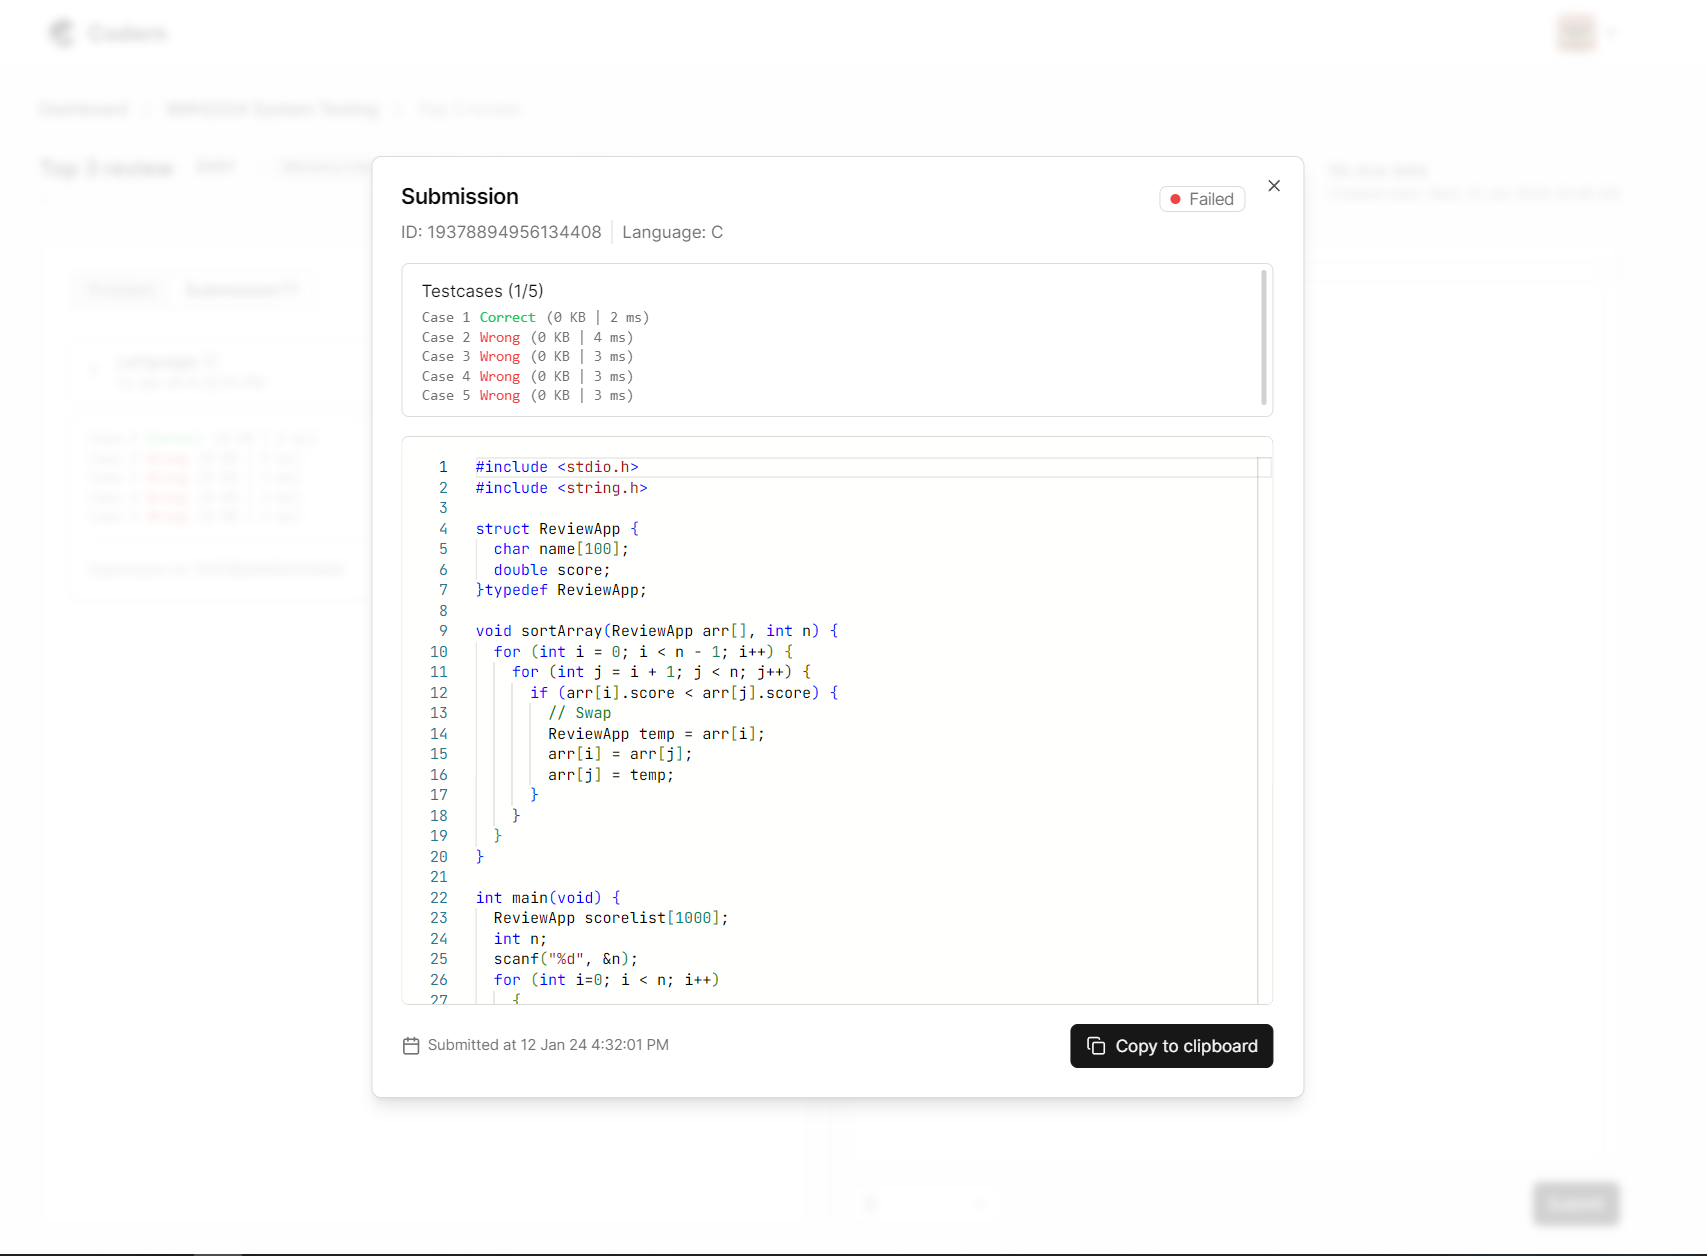 Codern
Dashboard
Top 3 review
Submission
Failed
ID: 19378894956134408
Language: C
Testcases (1/5)
Case 1 Correct (0 KB | 2 ms)
Case 2 Wrong (0 KB | 4 ms)
Case 3 Wrong (0 KB | 3 ms)
Case 4 Wrong (0 KB | 3 ms)
Case 5 Wrong (0 KB | 3 ms)
1 #include <stdio.h>
2 #include <string.h>
3
4 struct ReviewApp {
5 char name[100];
6 double score;
7 }typedef ReviewApp;
8
9 void sortArray(ReviewApp arr[], int n) {
10 for (int i = 0; i < n - 1; i++) {
11 for (int j = i + 1; j < n; j++) {
12 if (arr[i].score < arr[j].score) {
13 // Swap
14 ReviewApp temp = arr[i];
15 arr[i] = arr[j];
16 arr[j] = temp;
17 }
18 }
19 }
20 }
21
22 int main(void) {
23 ReviewApp scorelist[1000];
24 int n;
25 scanf("%d", &n);
26 for (int i=0; i < n; i++)
27 {
Submitted at 12 Jan 24 4:32:01 PM
Copy to clipboard